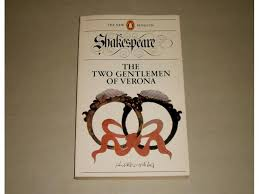 THE NEW PENGUIN
Shakespeare
THE
TWO GENTLEMEN
OF VERONA